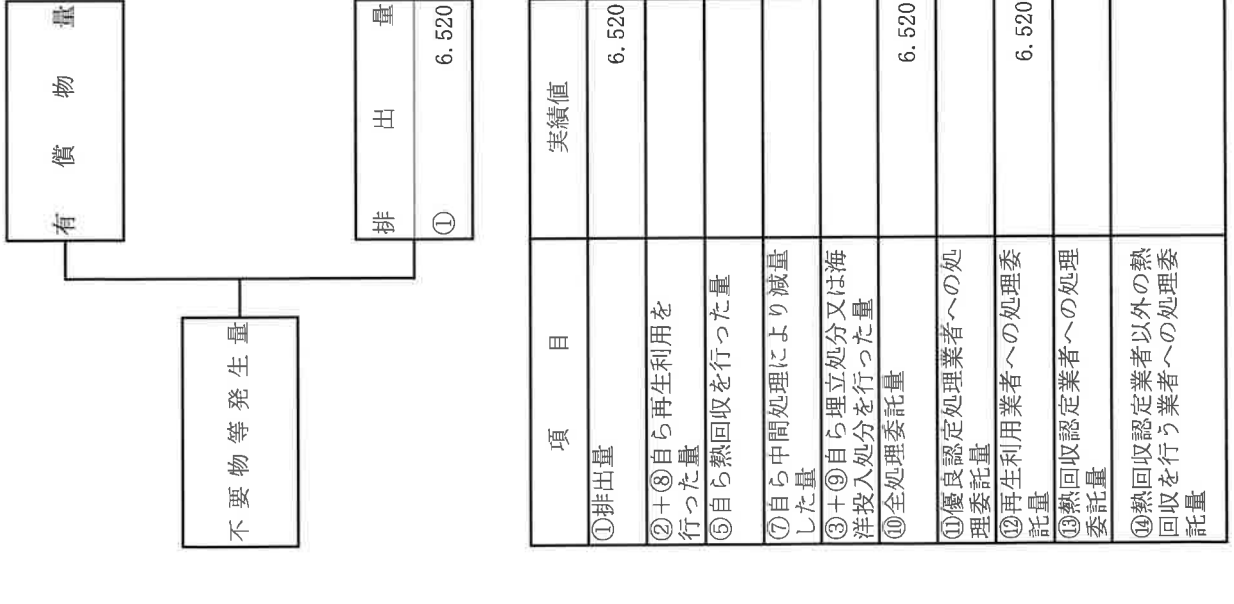 有償物量
不要物等発生量
排出量
① 6.520
項目 実績値
①排出量 6.520
②+⑧自ら再生利用を
行った量
⑤自ら熱回収を行った量
⑦自ら中間処理により減量
した量
③+⑨自ら埋立処分又は海
洋投入処分を行った量
⑩全処理委託量 6.520
⑪優良認定処理業者への処
理委託量
⑫再生利用業者への処理委
託量 6.520
⑬熱回収認定業者への処理
委託量
⑭熱回収認定業者以外の熱
回収を行う業者への処理委
託量